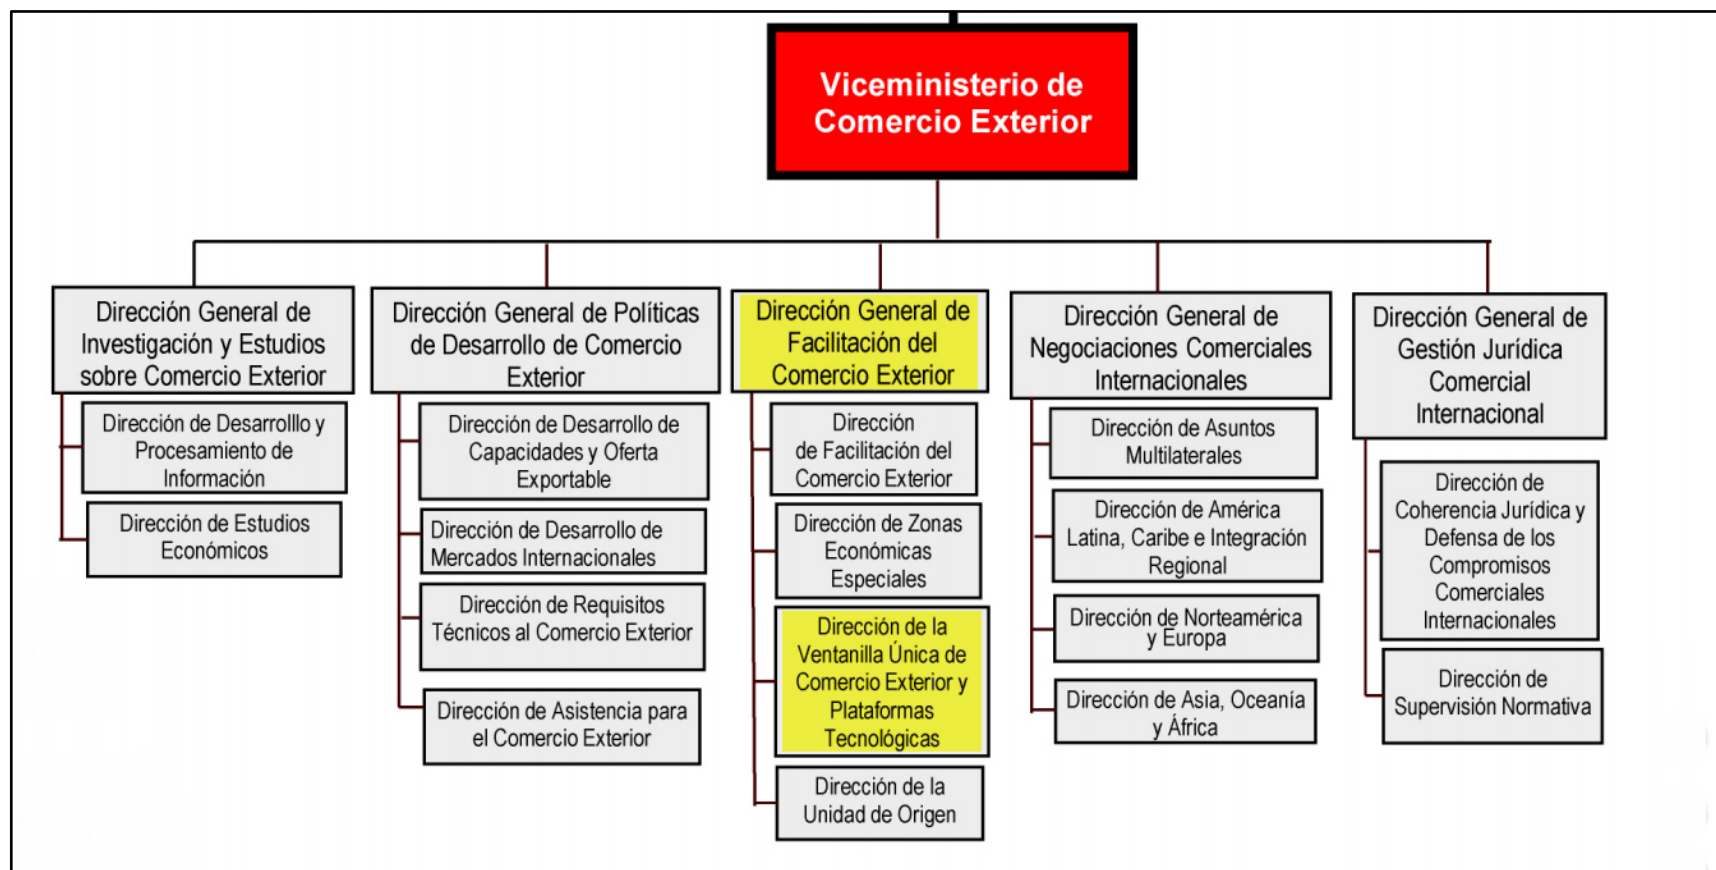 Viceministerio de
Comercio Exterior
Dirección General de
Investigación y Estudios
sobre Comercio Exterior
Dirección de Desarrolllo y
Procesamiento de
Información
Dirección de Estudios
Económicos
Dirección General de Políticas
de Desarrollo de Comercio
Exterior
Dirección de Desarrollo de
Capacidades y Oferta
Exportable
Dirección de Desarrollo de
Mercados Internacionales
Dirección de Requisitos
Técnicos al Comercio Exterior
Dirección de Asistencia para
el Comercio Exterior
Dirección General de
Facilitación del
Comercio Exterior
Dirección
de Facilitación del
Comercio Exterior
Dirección de Zonas
Económicas
Especiales
Dirección de la
Ventanilla Única de
Comercio Exterior y
Plataformas
Tecnológicas
Dirección de la
Unidad de Origen
Dirección General de
Negociaciones Comerciales
Internacionales
Dirección de Asuntos
Multilaterales
Dirección de América
Latina, Caribe e Integración
Regional
Dirección de Norteamérica
y Europa
Dirección de Asia, Oceanía
y África
Dirección General de
Gestión Jurídica
Comercial
Internacional
Dirección de
Coherencia Jurídica y
Defensa de los
Compromisos
Comerciales
Internacionales
Dirección de
Supervisión Normativa